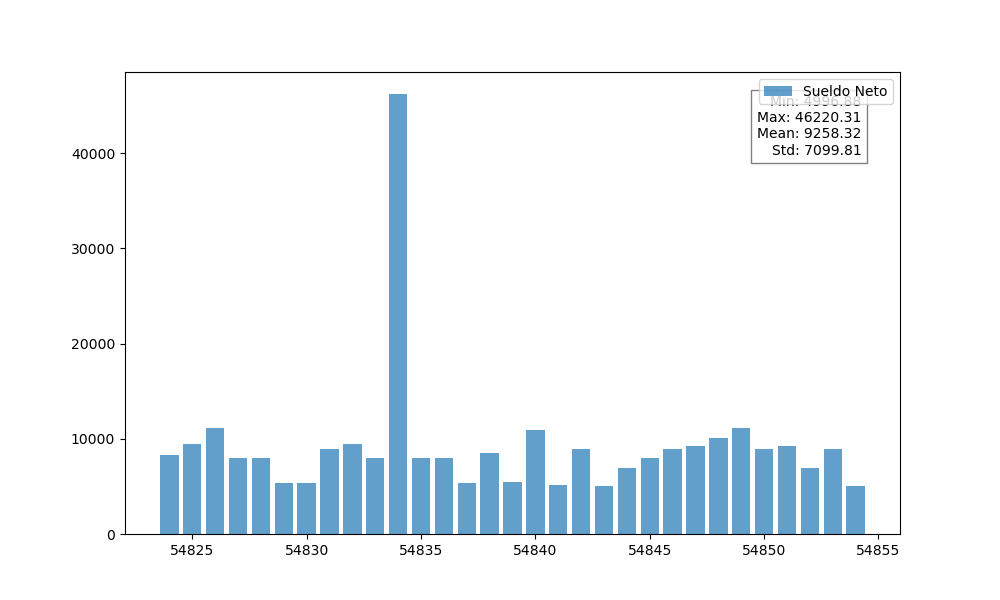 Sueldo Neto
Min: 4996.88
Max: 46220.31
Mean: 9258.32
Std: 7099.81
40000
30000
20000
10000
0
54825 54830 54835 54840 54845 54850 54855